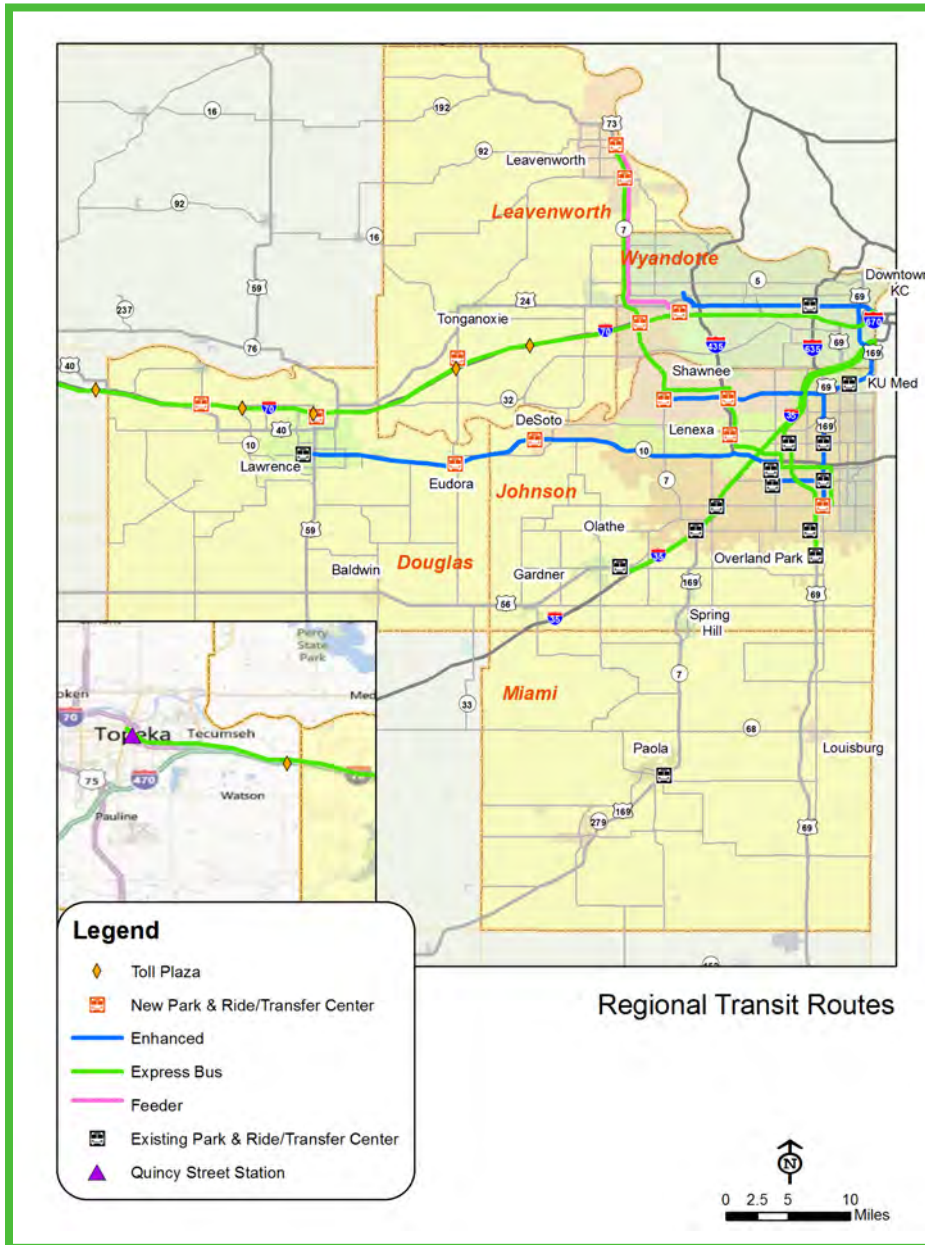 16
192
73
92
Leavenworth
92
Leavenworth
16
7
Wyandotte
59
5
Downtown
KC
69
24
237
Tonganoxie
70
670
76
435
635
69
169
40
Shawnee
69
KU Med
32
169
70
DeSoto
35
40
10
Lenexa
10
Lawrence
Eudora
7
Johnson
59
Olathe
Baldwin
Douglas
Gardner
35
Overland Park
169
69
56
35
Spring
Hill
Perry
State
Park
7
Miami
33
70
Topeka
Tecumseh
68
Louisburg
Paola
75
470
Watson
Pauline
169
279
69
Legend
Toll Plaza
New Park & Ride/Transfer Center
Enhanced
Express Bus
Feeder
Existing Park & Ride/Transfer Center
Quincy Street Station
Regional Transit Routes
N
0 2.5 5 10
Miles